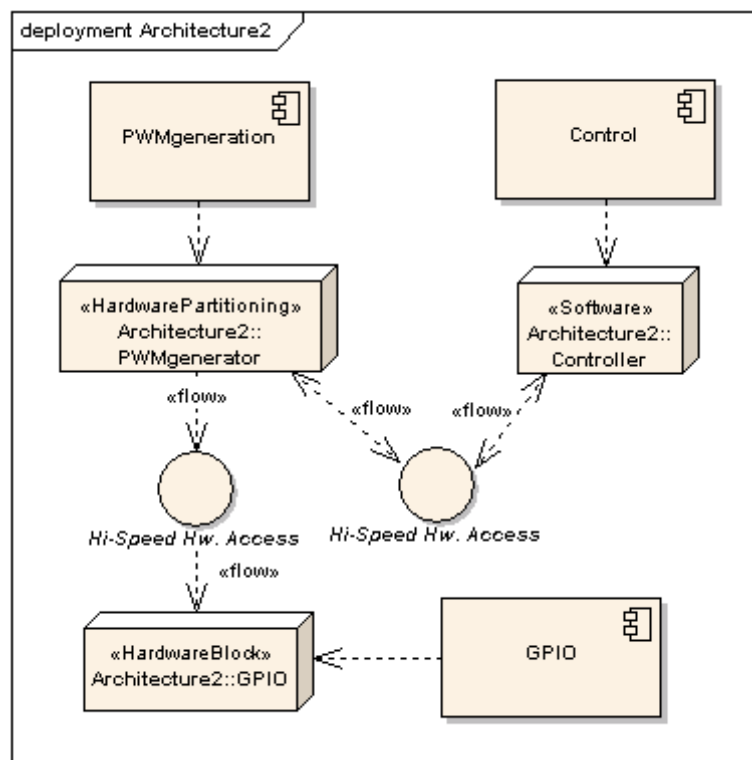 deployment Architecture2
PWMgeneration
Control
«HardwarePartitioning»
Architecture2::
PWMgenerator
«Software»
Architecture2::
Controller
«flow»
«flow»
«flow»
Hi-Speed Hw. Access
Hi-Speed Hw. Access
«flow»
«HardwareBlock»
Architecture2::GPIO
GPIO